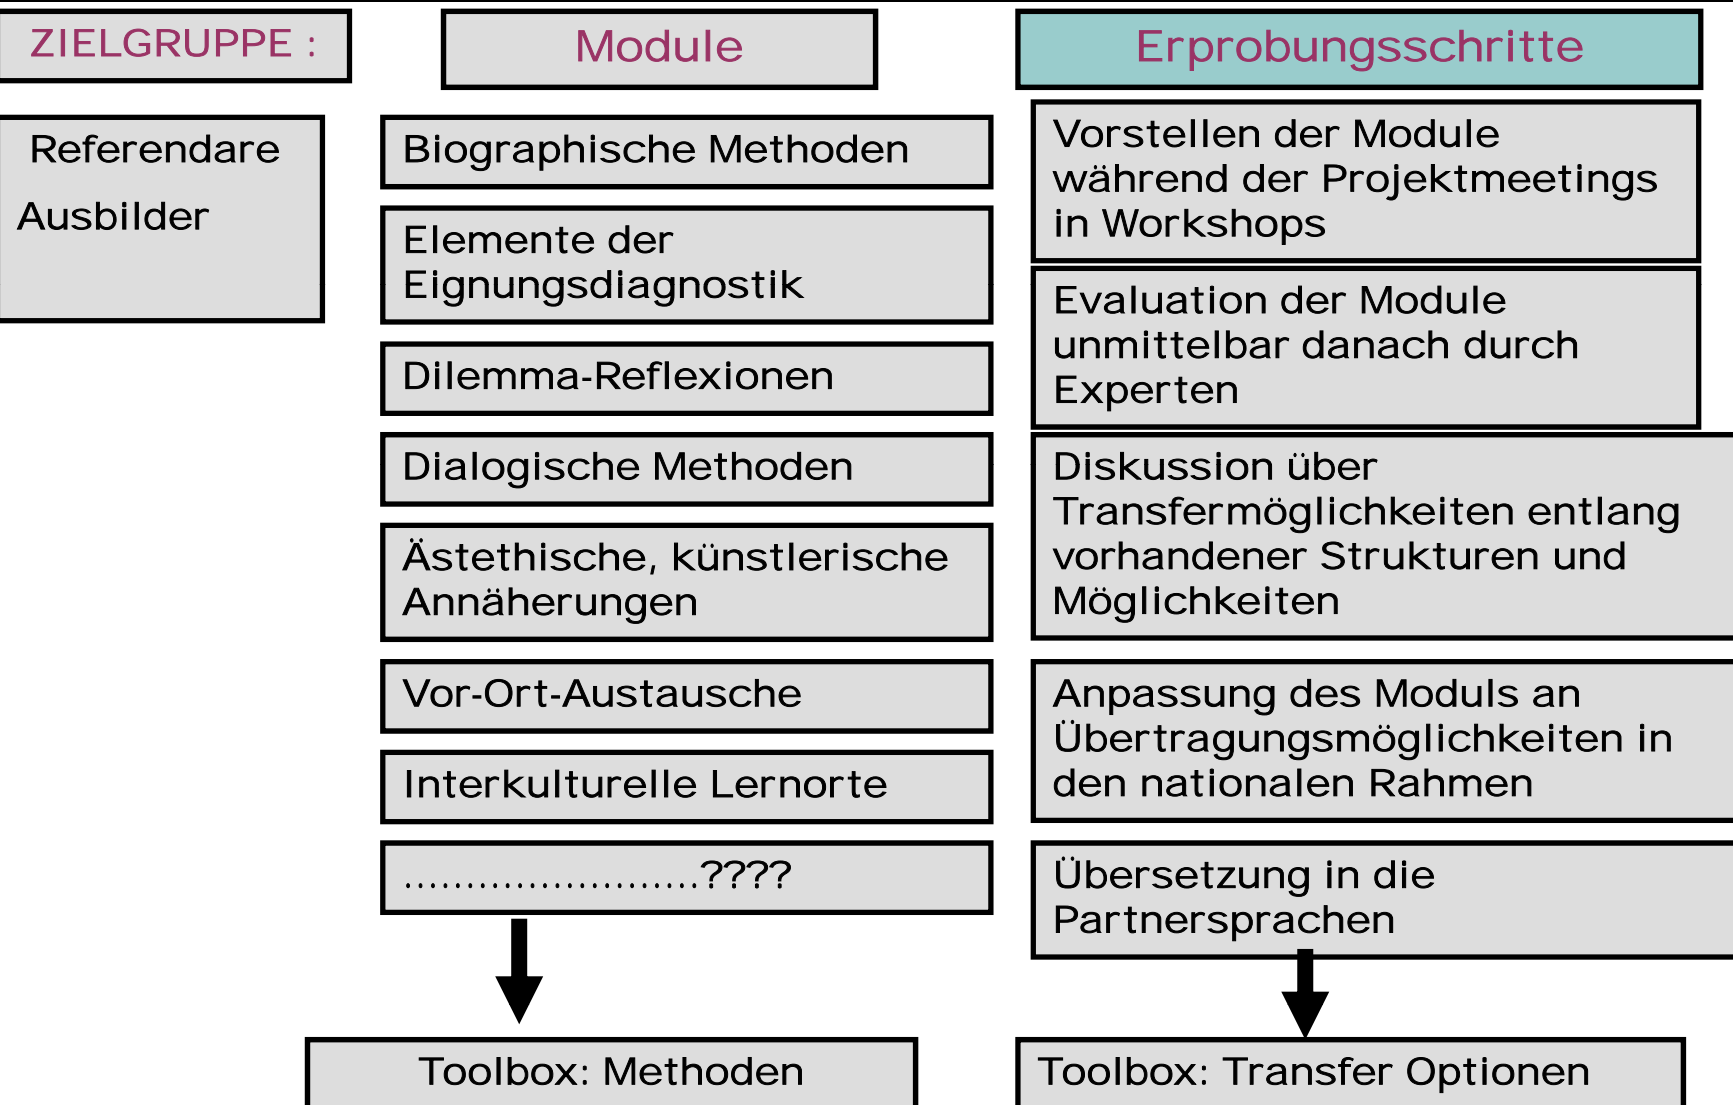 ZIELGRUPPE :
Referendare
Ausbilder
Module
Biographische Methoden
Elemente der
Eignungsdiagnostik
Dilemma-Reflexionen
Dialogische Methoden
Ästethische, künstlerische
Annäherungen
Vor-Ort-Austausche
Interkulturelle Lernorte
........................????
Toolbox: Methoden
Erprobungsschritte
Vorstellen der Module
während der Projektmeetings
in Workshops
Evaluation der Module
unmittelbar danach durch
Experten
Diskussion über
Transfermöglichkeiten entlang
vorhandener Strukturen und
Möglichkeiten
Anpassung des Moduls an
Übertragungsmöglichkeiten in
den nationalen Rahmen
Übersetzung in die
Partnersprachen
Toolbox: Transfer Optionen